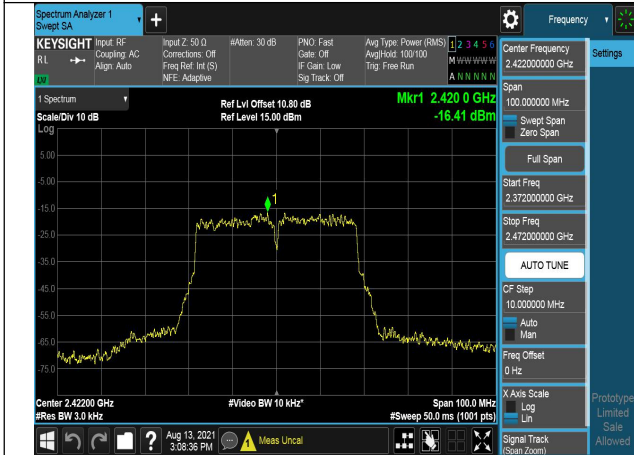 Spectrum Analyzer 1
Swept SA
+
Frequency
KEYSIGHT
RL
LXI
Input: RF
Coupling: AC
Align: Auto
Input Z: 50 Ω
Corrections: Off
Freq Ref: Int (S)
NFE: Adaptive
#Atten: 30 dB
PNO: Fast
Gate: Off
IF Gain: Low
Sig Track: Off
Avg Type: Power (RMS)
Avg|Hold: 100/100
Trig: Free Run
1 2 3 4 5 6
M W W W W W
A N N N N N
Center Frequency
2.422000000 GHz
Settings
1 Spectrum
Scale/Div 10 dB
Ref Lvl Offset 10.80 dB
Ref Level 15.00 dBm
Mkr1 2.420 0 GHz
-16.41 dBm
Span
100.000000 MHz
Swept Span
Zero Span
Full Span
Log
5.00
-5.00
-15.0
-25.0
-35.0
-45.0
-55.0
-65.0
-75.0
1
Start Freq
2.372000000 GHz
Stop Freq
2.472000000 GHz
AUTO TUNE
CF Step
10.000000 MHz
Auto
Man
Freq Offset
0 Hz
X Axis Scale
Log
Lin
Prototype
Limited
Sale
Allowed
Signal Track
(Span Zoom)
Center 2.42200 GHz
#Res BW 3.0 kHz
#Video BW 10 kHz*
Span 100.0 MHz
#Sweep 50.0 ms (1001 pts)
?
Aug 13, 2021
3:08:36 PM
Meas Uncal